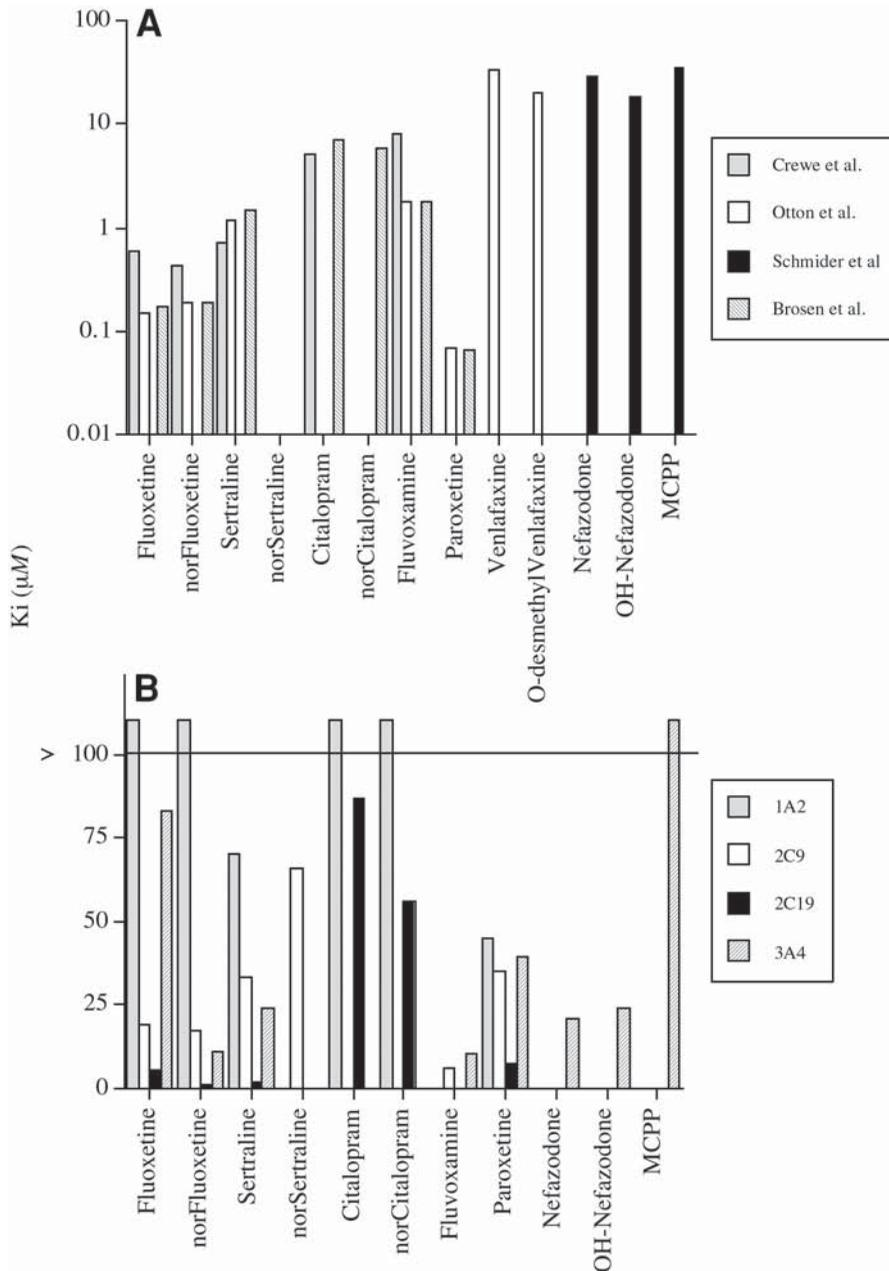 A
100
10
1
0.1
0.01
Fluoxetine
norFluoxetine
Sertraline
norSertraline
Citalopram
norCitalopram
Fluvoxamine
Paroxetine
Venlafaxine
O-desmethylVenlafaxine
Nefazodone
OH-Nefazodone
MCPP
Crewe et al.
Otton et al.
Schmider et al
Brosen et al.
Ki (μM)
B
>
100
75
50
25
0
Fluoxetine
norFluoxetine
Sertraline
norSertraline
Citalopram
norCitalopram
Fluvoxamine
Paroxetine
Nefazodone
OH-Nefazodone
MCPP
1A2
2C9
2C19
3A4